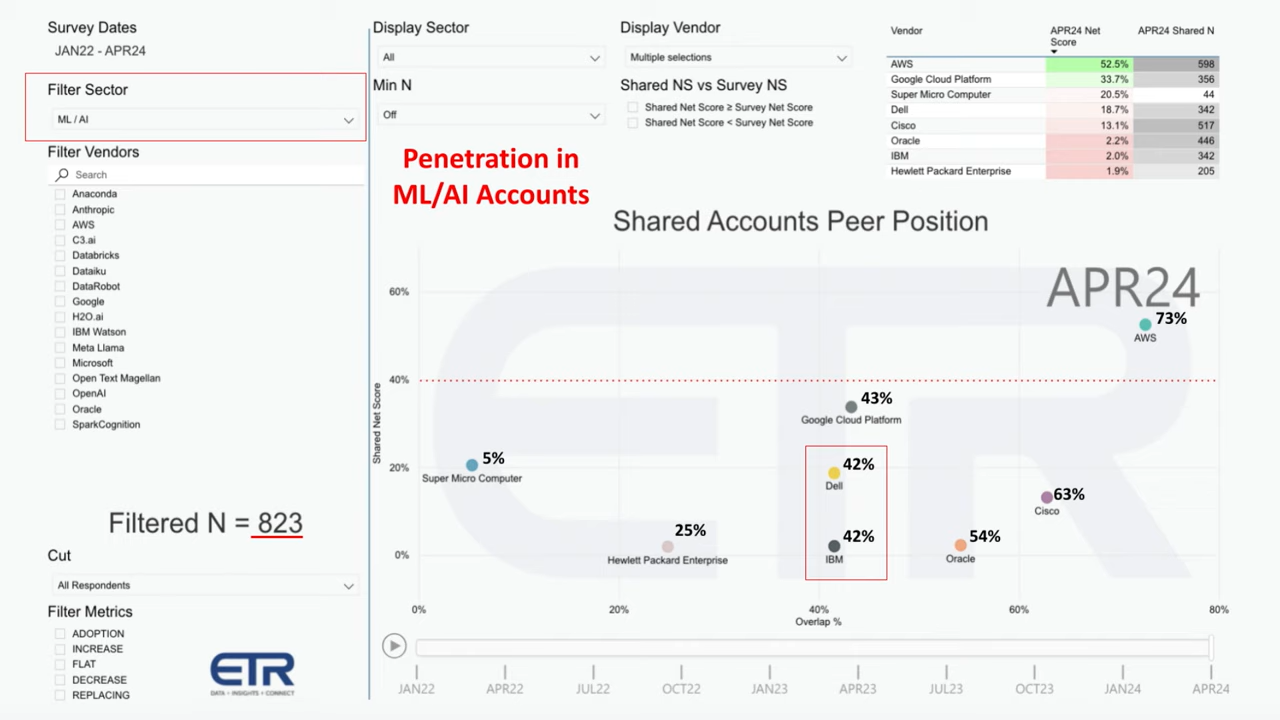 Survey Dates
JAN22 - APR24
Filter Sector
ML / AI
Filter Vendors
Search
Anaconda
Anthropic
AWS
C3.ai
Databricks
Dataiku
DataRobot
Google
H2O.ai
IBM Watson
Meta Llama
Microsoft
Open Text Magellan
OpenAI
Oracle
SparkCognition
Filtered N = 823
Cut
All Respondents
Filter Metrics
ADOPTION
INCREASE
FLAT
DECREASE
REPLACING
ETR
DATA • INSIGHTS • CONNECT
Display Sector
All
Min N
Off
Display Vendor
Multiple selections
Shared NS vs Survey NS
Shared Net Score ≥ Survey Net Score
Shared Net Score < Survey Net Score
Vendor APR24 Net Score APR24 Shared N
AWS 52.5% 598
Google Cloud Platform 33.7% 356
Super Micro Computer 20.5% 44
Dell 18.7% 342
Cisco 13.1% 517
Oracle 2.2% 446
IBM 2.0% 342
Hewlett Packard Enterprise 1.9% 205
Penetration in
ML/AI Accounts
Shared Accounts Peer Position
ETR
APR24
60%
73%
AWS
40%
43%
Google Cloud Platform
Shared Net Score
20%
5%
Super Micro Computer
42%
Dell
63%
Cisco
0%
25%
Hewlett Packard Enterprise
42%
IBM
54%
Oracle
0% 20% 40% 60% 80%
Overlap %
JAN22 APR22 JUL22 OCT22 JAN23 APR23 JUL23 OCT23 JAN24 APR24